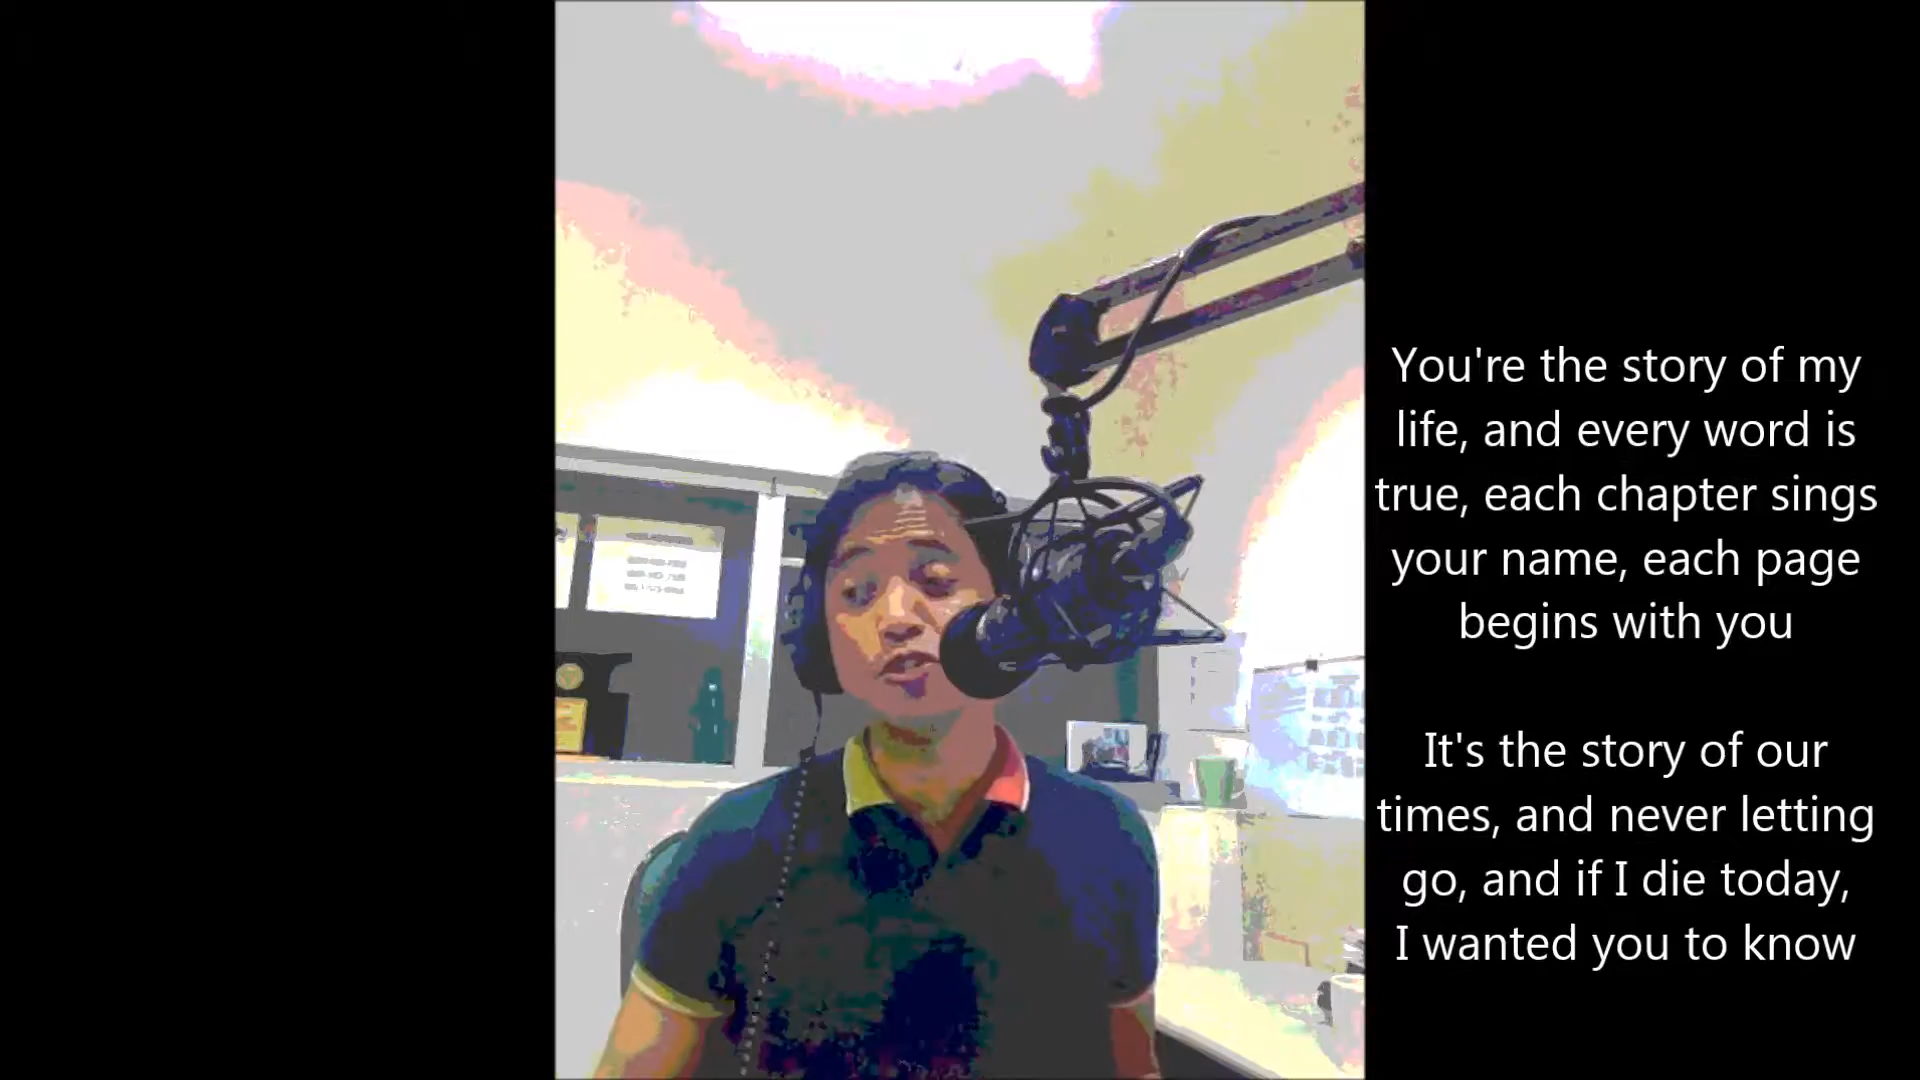 You're the story of my
life, and every word is
true, each chapter sings
your name, each page
begins with you
It's the story of our
times, and never letting
go, and if I die today,
I wanted you to know